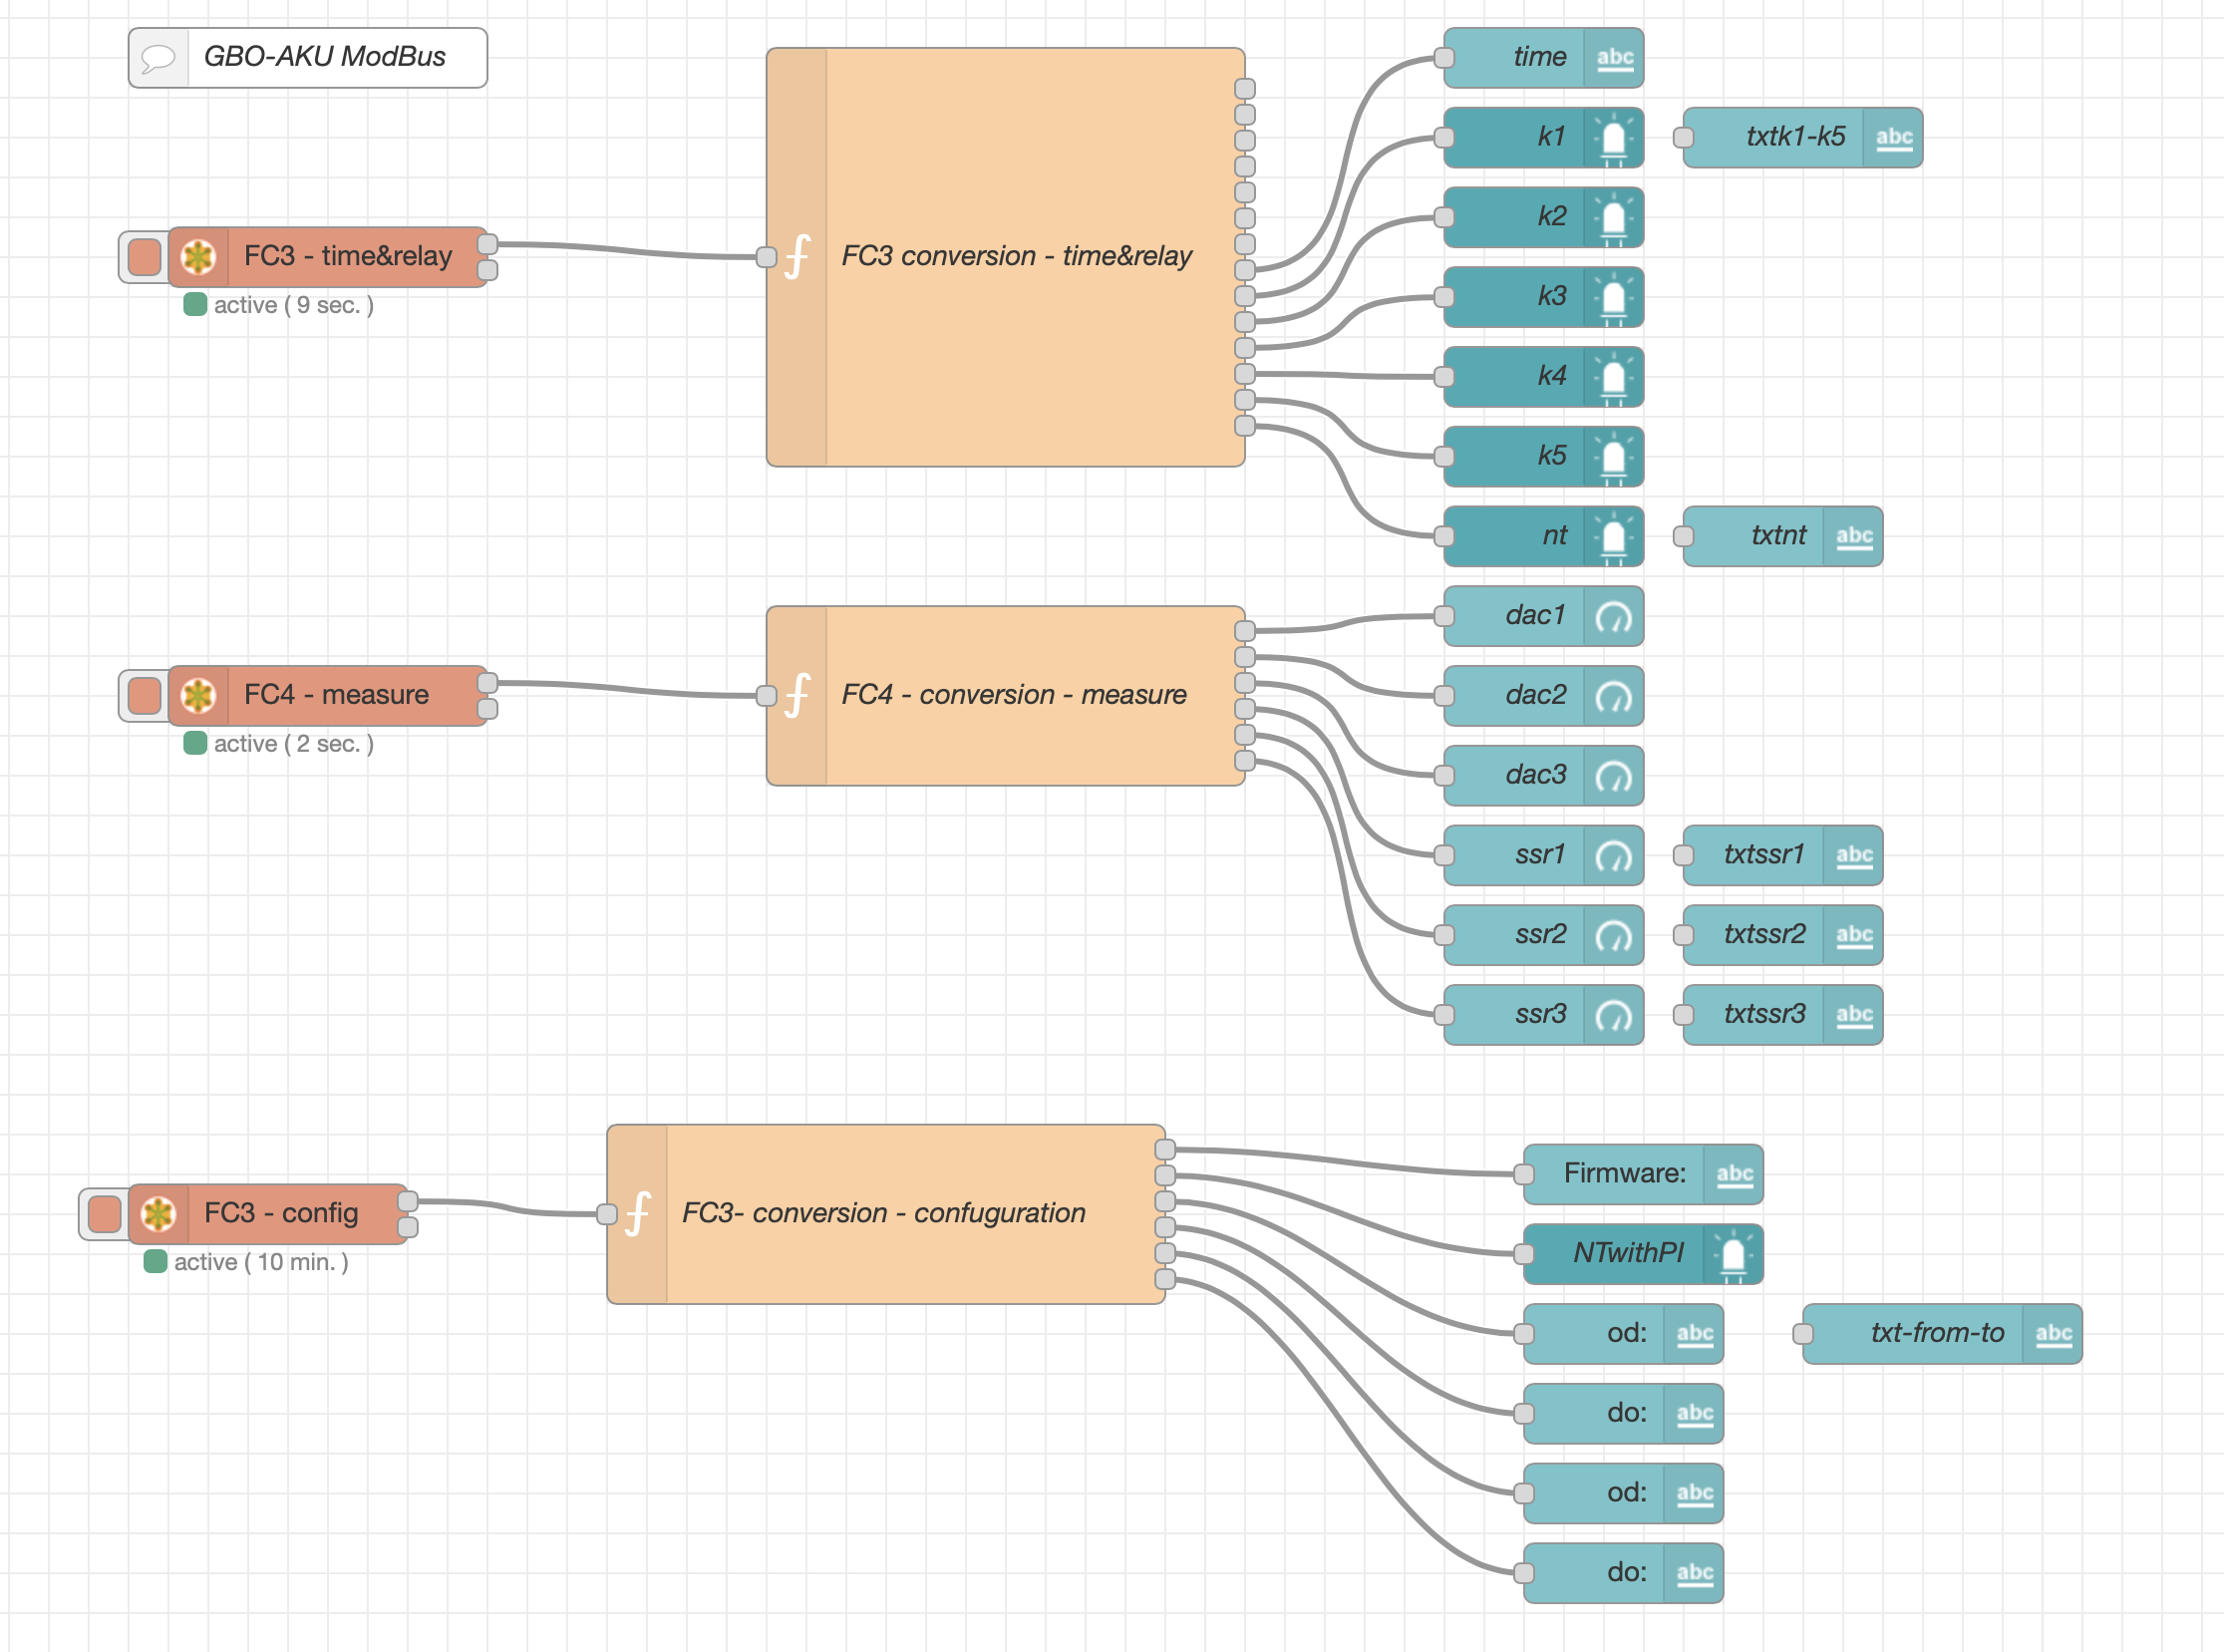 GBO-AKU ModBus
time abc
k1
txtk1-k5 abc
k2
FC3 - time&relay
FC3 conversion - time&relay
active ( 9 sec. )
k3
k4
k5
nt
txtnt abc
dac1
FC4 - measure
FC4 - conversion - measure
dac2
active ( 2 sec. )
dac3
ssr1
txtssr1 abc
ssr2
txtssr2 abc
ssr3
txtssr3 abc
Firmware: abc
FC3 - config
FC3- conversion - confuguration
NTwithPI
active ( 10 min. )
od: abc
txt-from-to abc
do: abc
od: abc
do: abc